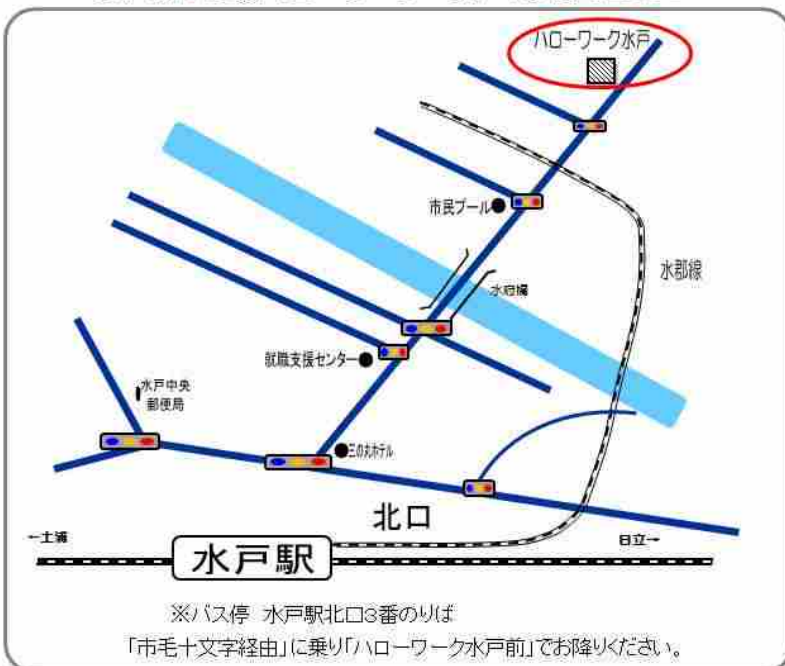 ハローワーク水戸
市民プール
水郡線
水府橋
就職支援センター
水戸中央
郵便局
三の丸ホテル
北口
←土浦
日立→
水戸駅
※バス停 水戸駅北口3番のりば
「市毛十文字経由」に乗り「ハローワーク水戸前」でお降りください。